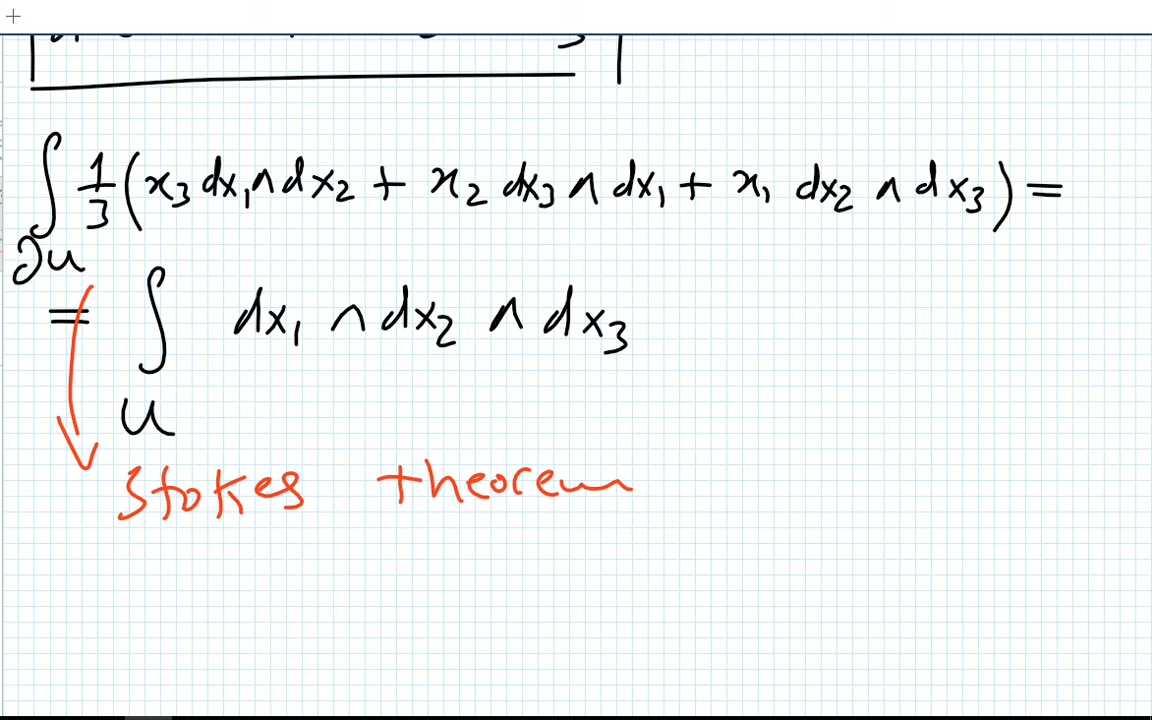 ∫_∂u 1/3 (x₃ dx₁ ∧ dx₂ + x₂ dx₃ ∧ dx₁ + x₁ dx₂ ∧ dx₃) =
= ∫_u dx₁ ∧ dx₂ ∧ dx₃
Stokes theorem